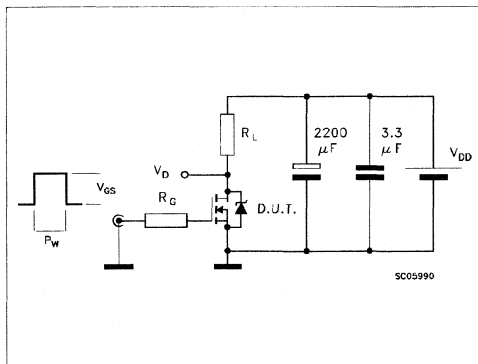 R_L
2200 μF
3.3 μF
V_DD
V_D
V_GS
R_G
D.U.T.
P_W
SC05990